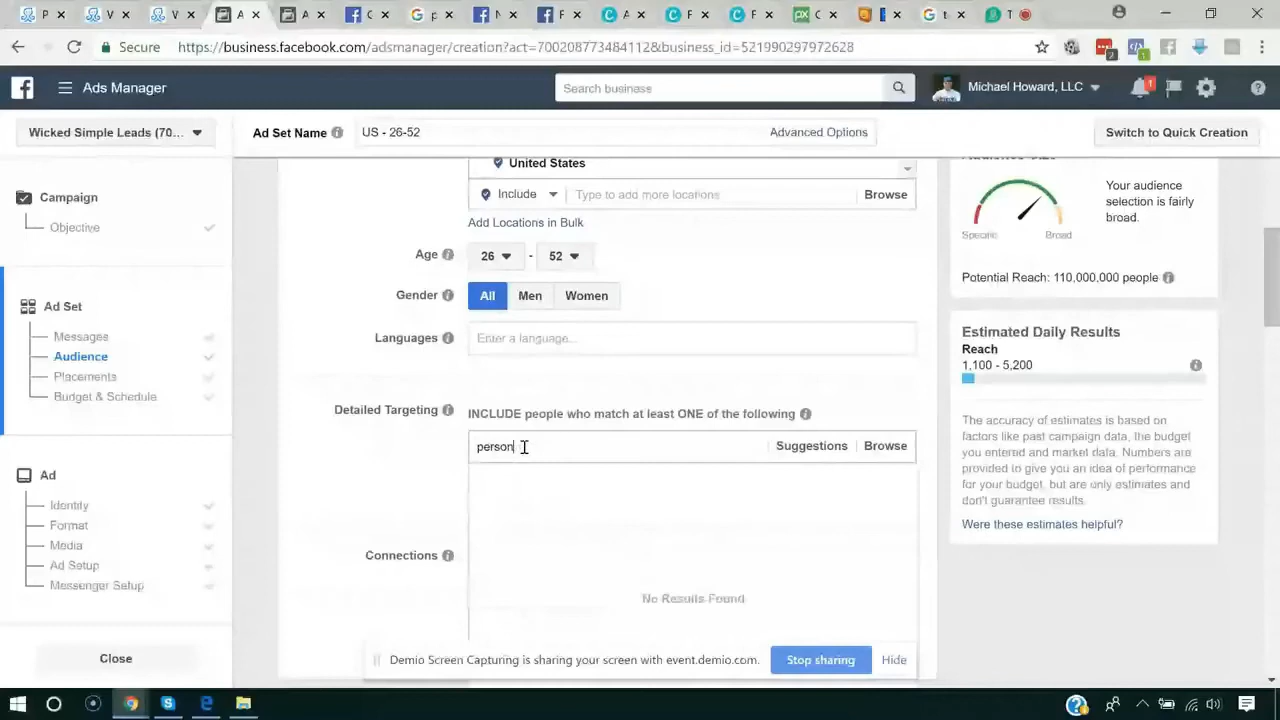 Secure
https://business.facebook.com/adsmanager/creation?act=700208773484112&business_id=521990297972628
Ads Manager
Search business
Michael Howard, LLC
Wicked Simple Leads (70...
Ad Set Name
US - 26-52
Advanced Options
Switch to Quick Creation
Campaign
Objective
Ad Set
Messages
Audience
Placements
Budget & Schedule
Ad
Identity
Format
Media
Ad Setup
Messenger Setup
Close
United States
Include
Type to add more locations
Browse
Add Locations in Bulk
Age
26
-
52
Gender
All
Men
Women
Languages
Enter a language...
Detailed Targeting
INCLUDE people who match at least ONE of the following
person
Suggestions
Browse
Connections
No Results Found
Audience Size
Your audience
selection is fairly
broad.
Specific
Broad
Potential Reach: 110,000,000 people
Estimated Daily Results
Reach
1,100 - 5,200
The accuracy of estimates is based on
factors like past campaign data, the budget
you entered and market data. Numbers are
provided to give you an idea of performance
for your budget, but are only estimates and
don't guarantee results.
Were these estimates helpful?
Demio Screen Capturing is sharing your screen with event.demio.com.
Stop sharing
Hide